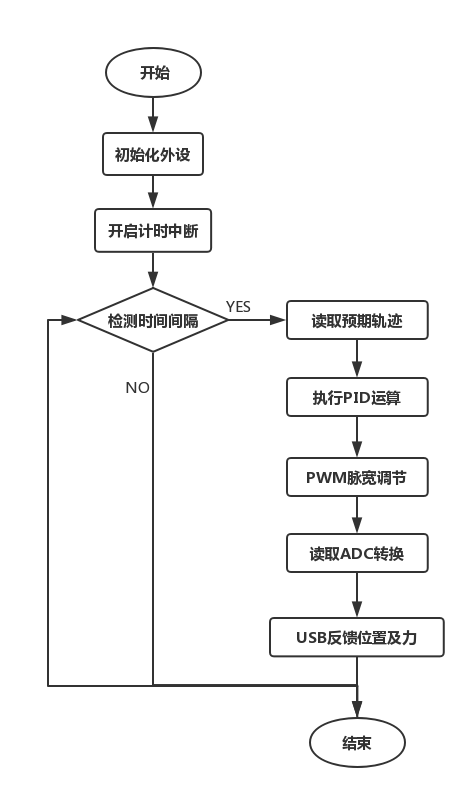 开始
初始化外设
开启计时中断
检测时间间隔
YES
NO
读取预期轨迹
执行PID运算
PWM脉宽调节
读取ADC转换
USB反馈位置及力
结束